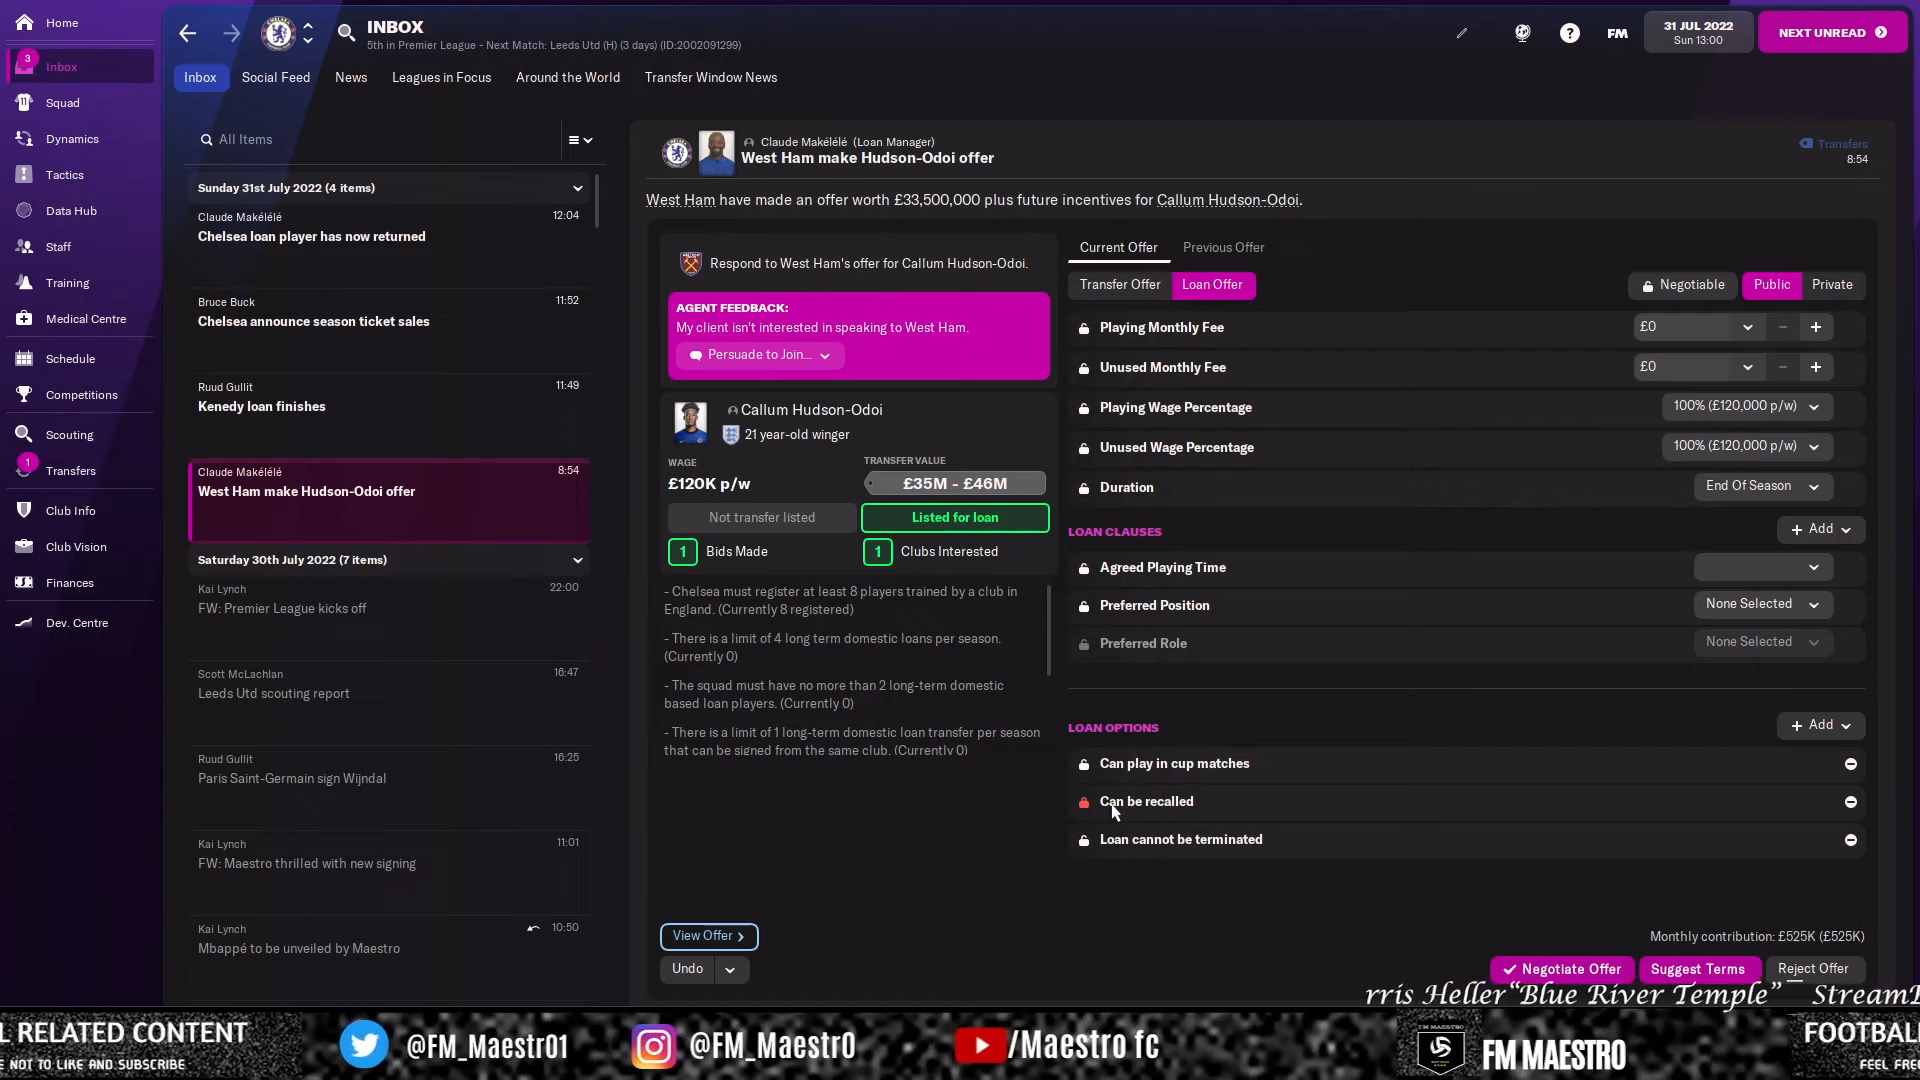 Home
3
Inbox
Squad
Dynamics
Tactics
Data Hub
Staff
Training
Medical Centre
Schedule
Competitions
Scouting
1
Transfers
Club Info
Club Vision
Finances
Dev. Centre
INBOX
5th in Premier League - Next Match: Leeds Utd (H) (3 days) (ID:2002091299)
FM
31 JUL 2022
Sun 13:00
NEXT UNREAD
Inbox Social Feed News Leagues in Focus Around the World Transfer Window News
All Items
Sunday 31st July 2022 (4 items)
Claude Makélélé 12:04
Chelsea loan player has now returned
Bruce Buck 11:52
Chelsea announce season ticket sales
Ruud Gullit 11:49
Kenedy loan finishes
Claude Makélélé 8:54
West Ham make Hudson-Odoi offer
Saturday 30th July 2022 (7 items)
Kai Lynch 22:00
FW: Premier League kicks off
Scott McLachlan 16:47
Leeds Utd scouting report
Ruud Gullit 16:25
Paris Saint-Germain sign Wijndal
Kai Lynch 11:01
FW: Maestro thrilled with new signing
Kai Lynch 10:50
Mbappé to be unveiled by Maestro
Claude Makélélé (Loan Manager)
West Ham make Hudson-Odoi offer
Transfers
8:54
West Ham have made an offer worth £33,500,000 plus future incentives for Callum Hudson-Odoi.
Respond to West Ham's offer for Callum Hudson-Odoi.
AGENT FEEDBACK:
My client isn't interested in speaking to West Ham.
Persuade to Join...
Callum Hudson-Odoi
21 year-old winger
WAGE TRANSFER VALUE
£120K p/w £35M - £46M
Not transfer listed Listed for loan
1 Bids Made 1 Clubs Interested
- Chelsea must register at least 8 players trained by a club in
England. (Currently 8 registered)
- There is a limit of 4 long term domestic loans per season.
(Currently 0)
- The squad must have no more than 2 long-term domestic
based loan players. (Currently 0)
- There is a limit of 1 long-term domestic loan transfer per season
that can be signed from the same club. (Currently 0)
View Offer
Undo
Current Offer Previous Offer
Transfer Offer Loan Offer Negotiable Public Private
Playing Monthly Fee £0
Unused Monthly Fee £0
Playing Wage Percentage 100% (£120,000 p/w)
Unused Wage Percentage 100% (£120,000 p/w)
Duration End Of Season
LOAN CLAUSES + Add
Agreed Playing Time
Preferred Position None Selected
Preferred Role None Selected
LOAN OPTIONS + Add
Can play in cup matches
Can be recalled
Loan cannot be terminated
Monthly contribution: £525K (£525K)
Negotiate Offer Suggest Terms Reject Offer
rris Heller "Blue River Temple" StreamB
L RELATED CONTENT
E NOT TO LIKE AND SUBSCRIBE
@FM_Maestr01
@FM_Maestr0
/Maestro fc
FM MAESTRO
FM MAESTRO
FOOTBAL
FEEL FRE